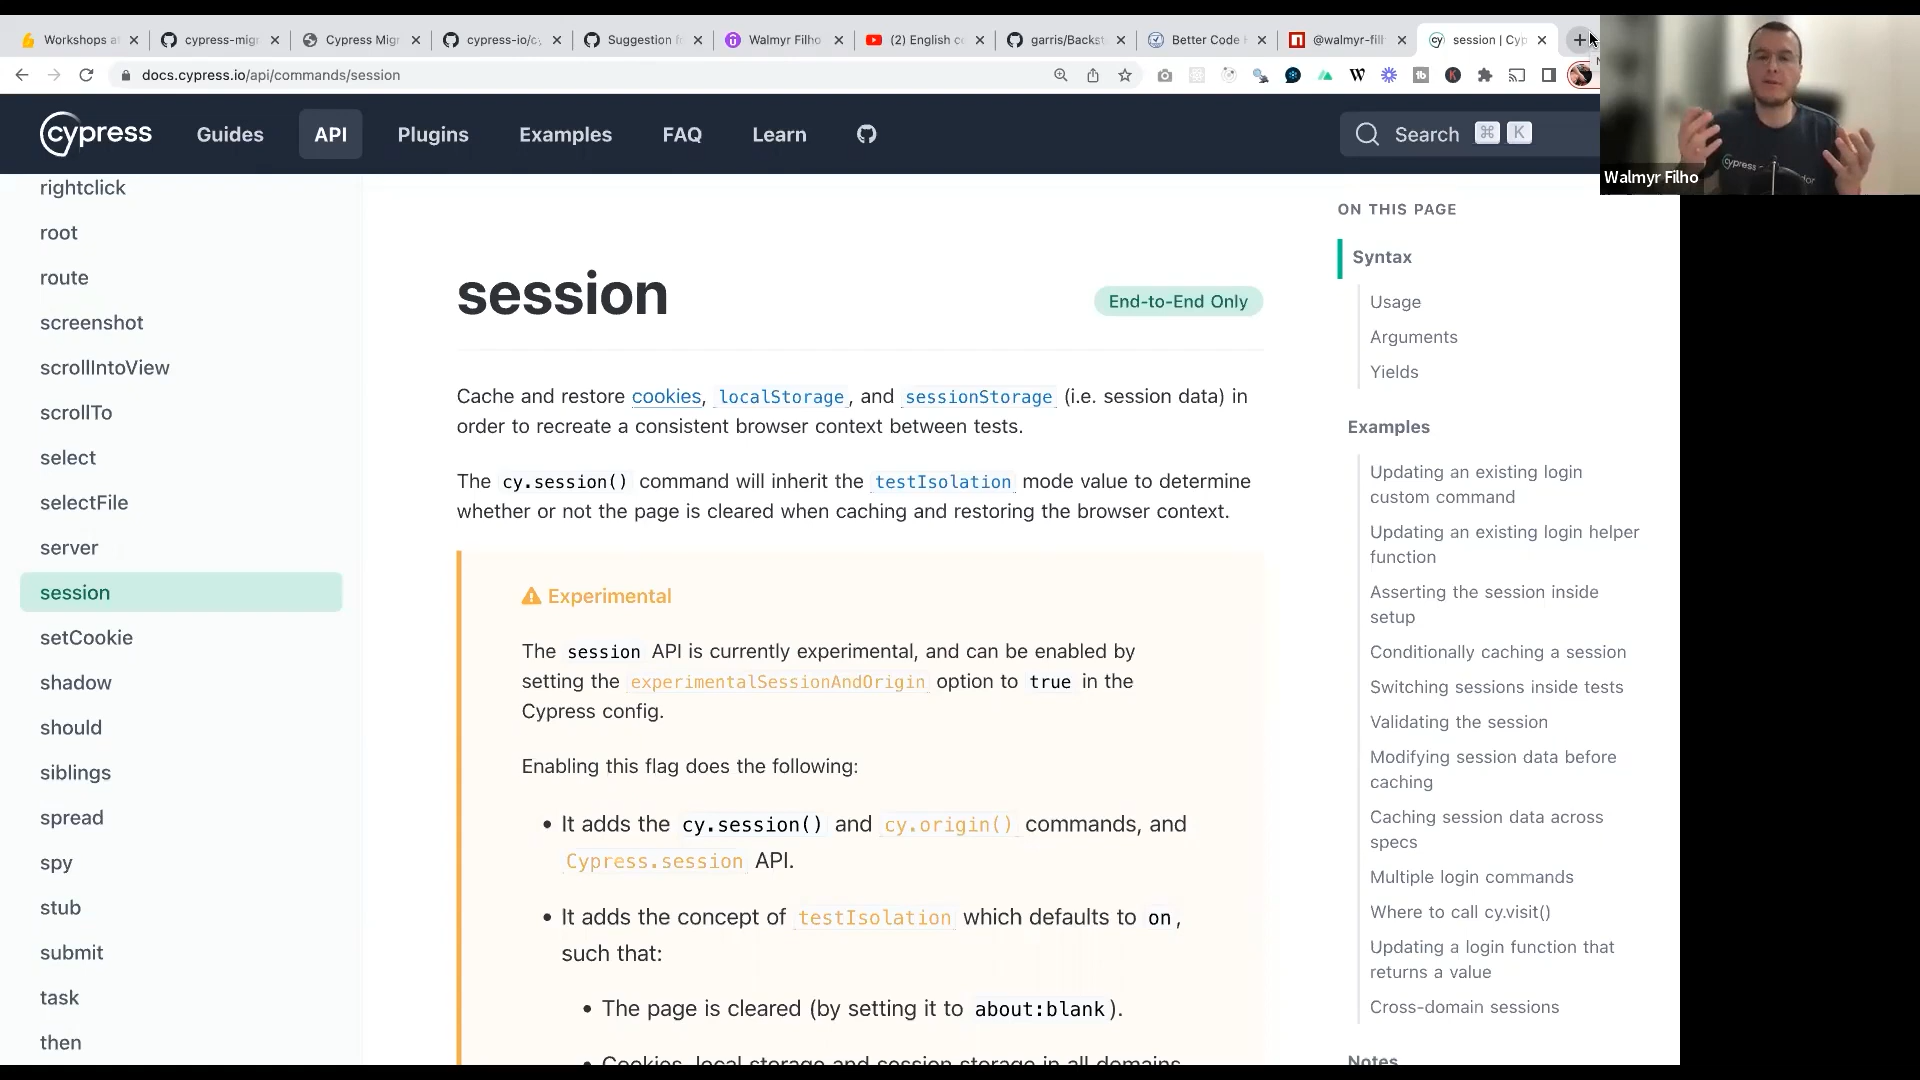 Workshops a
cypress-mig
Cypress Mig
cypress-io/cy
Suggestion f
Walmyr Filho
(2) English c
garris/Backst
Better Code
@walmyr-filh
session | Cyp
docs.cypress.io/api/commands/session
cypress
Guides
API
Plugins
Examples
FAQ
Learn
Search ⌘ K
Walmyr Filho
rightclick
root
route
screenshot
scrollIntoView
scrollTo
select
selectFile
server
session
setCookie
shadow
should
siblings
spread
spy
stub
submit
task
then
session
End-to-End Only
Cache and restore cookies, localStorage, and sessionStorage (i.e. session data) in
order to recreate a consistent browser context between tests.
The cy.session() command will inherit the testIsolation mode value to determine
whether or not the page is cleared when caching and restoring the browser context.
Experimental
The session API is currently experimental, and can be enabled by
setting the experimentalSessionAndOrigin option to true in the
Cypress config.
Enabling this flag does the following:
• It adds the cy.session() and cy.origin() commands, and
Cypress.session API.
• It adds the concept of testIsolation which defaults to on,
such that:
• The page is cleared (by setting it to about:blank).
• Cookies, local storage and session storage in all domains
ON THIS PAGE
Syntax
Usage
Arguments
Yields
Examples
Updating an existing login
custom command
Updating an existing login helper
function
Asserting the session inside
setup
Conditionally caching a session
Switching sessions inside tests
Validating the session
Modifying session data before
caching
Caching session data across
specs
Multiple login commands
Where to call cy.visit()
Updating a login function that
returns a value
Cross-domain sessions
Notes